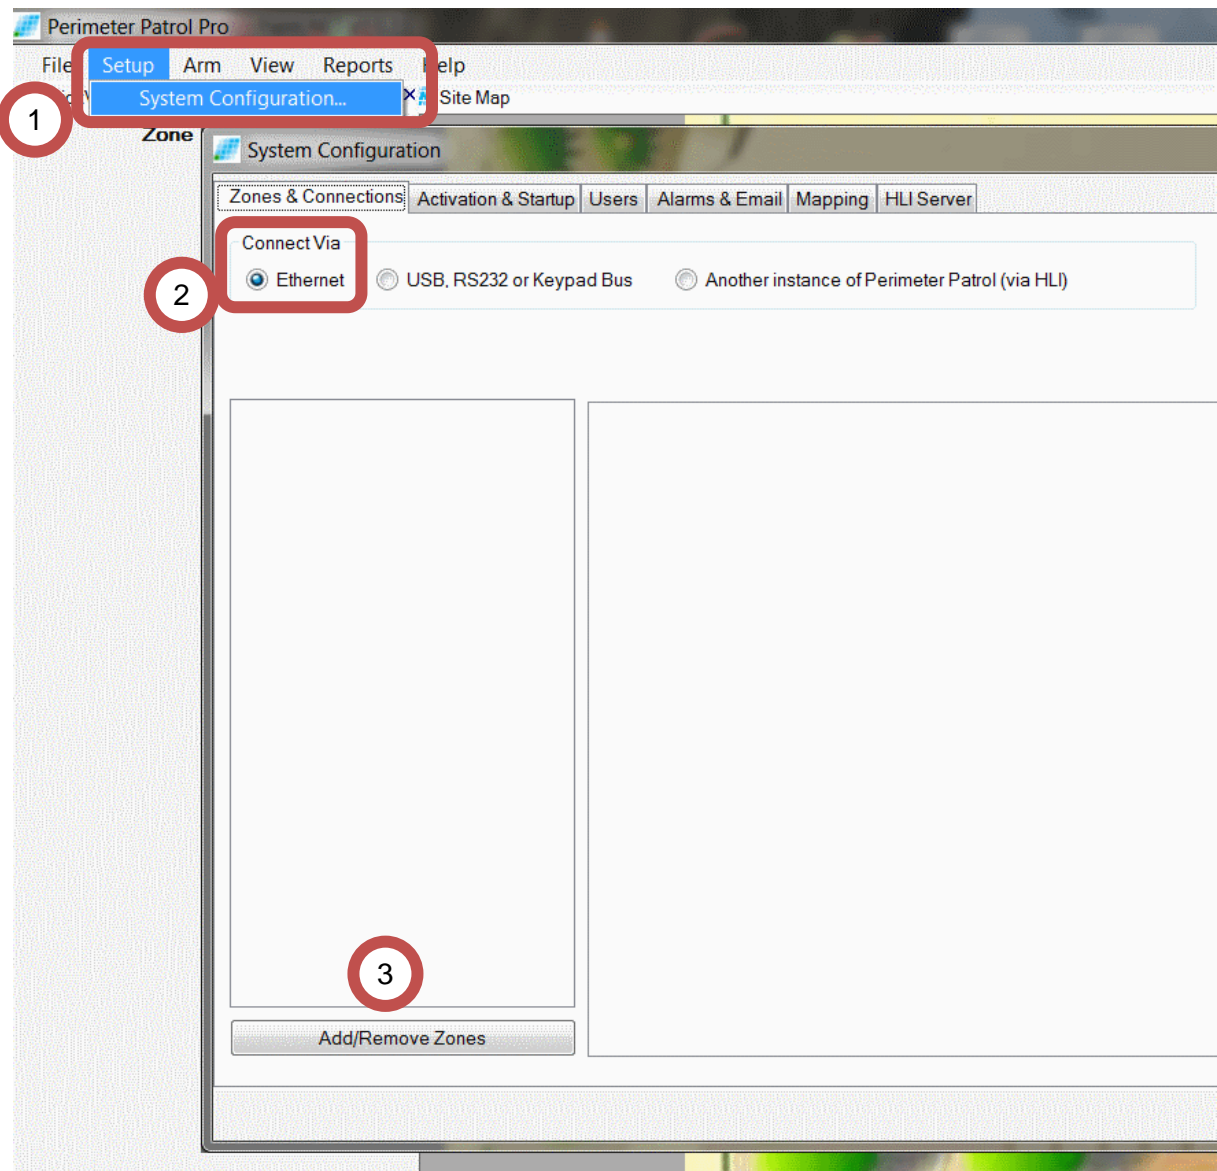 Perimeter Patrol Pro
File Setup Arm View Reports Help
System Configuration... Site Map
1
Zone
System Configuration
Zones & Connections Activation & Startup Users Alarms & Email Mapping HLI Server
Connect Via
2
Ethernet USB, RS232 or Keypad Bus Another instance of Perimeter Patrol (via HLI)
3
Add/Remove Zones